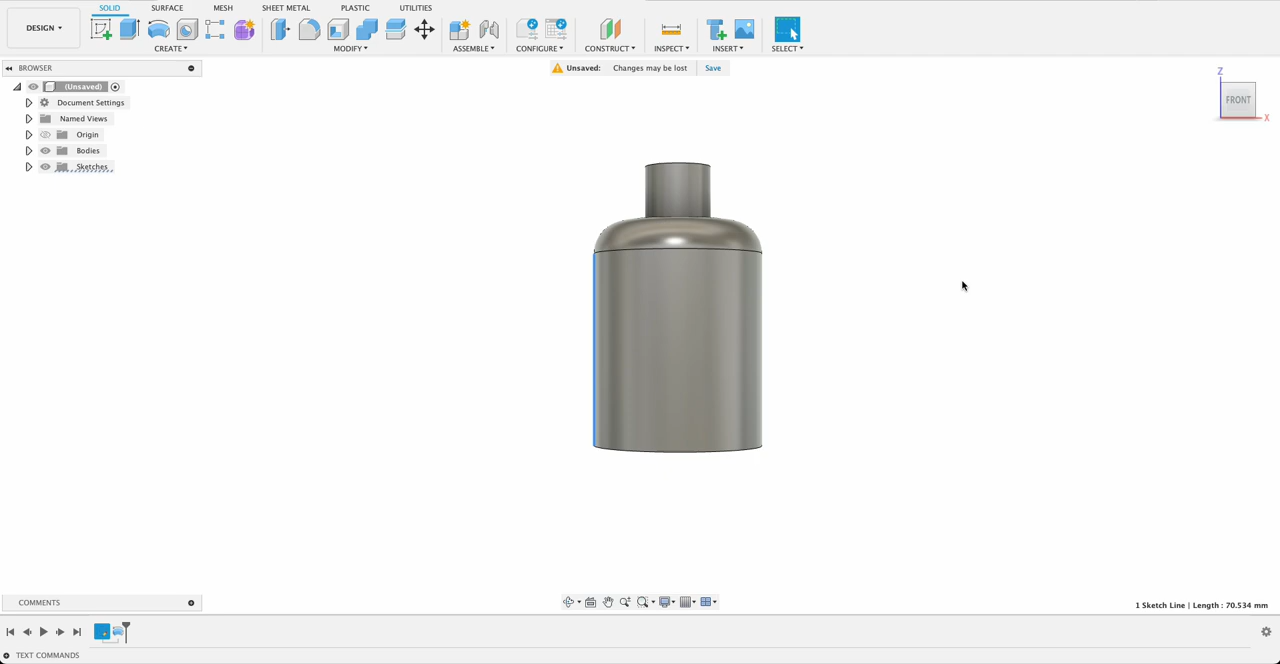 SOLID SURFACE MESH SHEET METAL PLASTIC UTILITIES
DESIGN
CREATE MODIFY ASSEMBLE CONFIGURE CONSTRUCT INSPECT INSERT SELECT
BROWSER
Unsaved: Changes may be lost Save
(Unsaved)
Document Settings
Named Views
Origin
Bodies
Sketches
Z
FRONT
X
COMMENTS
1 Sketch Line | Length : 70.534 mm
TEXT COMMANDS